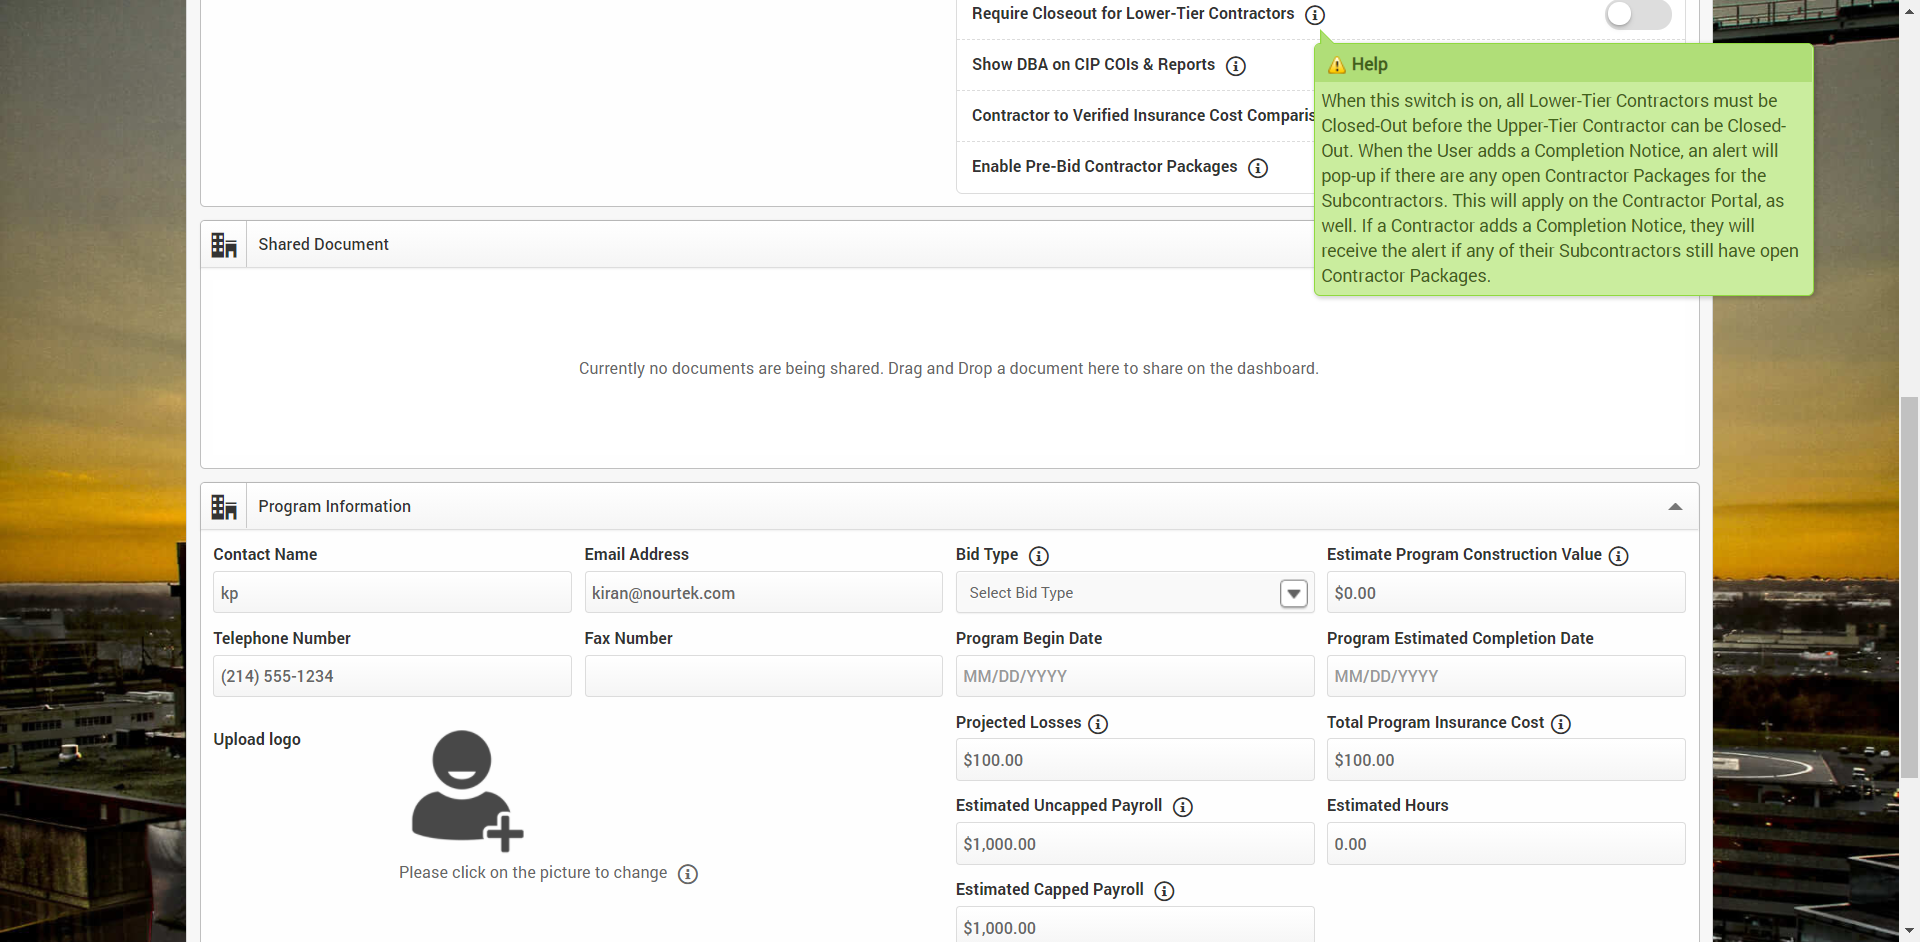 Require Closeout for Lower-Tier Contractors
Help
Show DBA on CIP COIs & Reports
When this switch is on, all Lower-Tier Contractors must be
Closed-Out before the Upper-Tier Contractor can be Closed-
Out. When the User adds a Completion Notice, an alert will
pop-up if there are any open Contractor Packages for the
Subcontractors. This will apply on the Contractor Portal, as
well. If a Contractor adds a Completion Notice, they will
receive the alert if any of their Subcontractors still have open
Contractor Packages.
Contractor to Verified Insurance Cost Comparis
Enable Pre-Bid Contractor Packages
Shared Document
Currently no documents are being shared. Drag and Drop a document here to share on the dashboard.
Program Information
Contact Name
kp
Email Address
kiran@nourtek.com
Bid Type
Select Bid Type
Estimate Program Construction Value
$0.00
Telephone Number
(214) 555-1234
Fax Number
Program Begin Date
MM/DD/YYYY
Program Estimated Completion Date
MM/DD/YYYY
Upload logo
Please click on the picture to change
Projected Losses
$100.00
Total Program Insurance Cost
$100.00
Estimated Uncapped Payroll
$1,000.00
Estimated Hours
0.00
Estimated Capped Payroll
$1,000.00